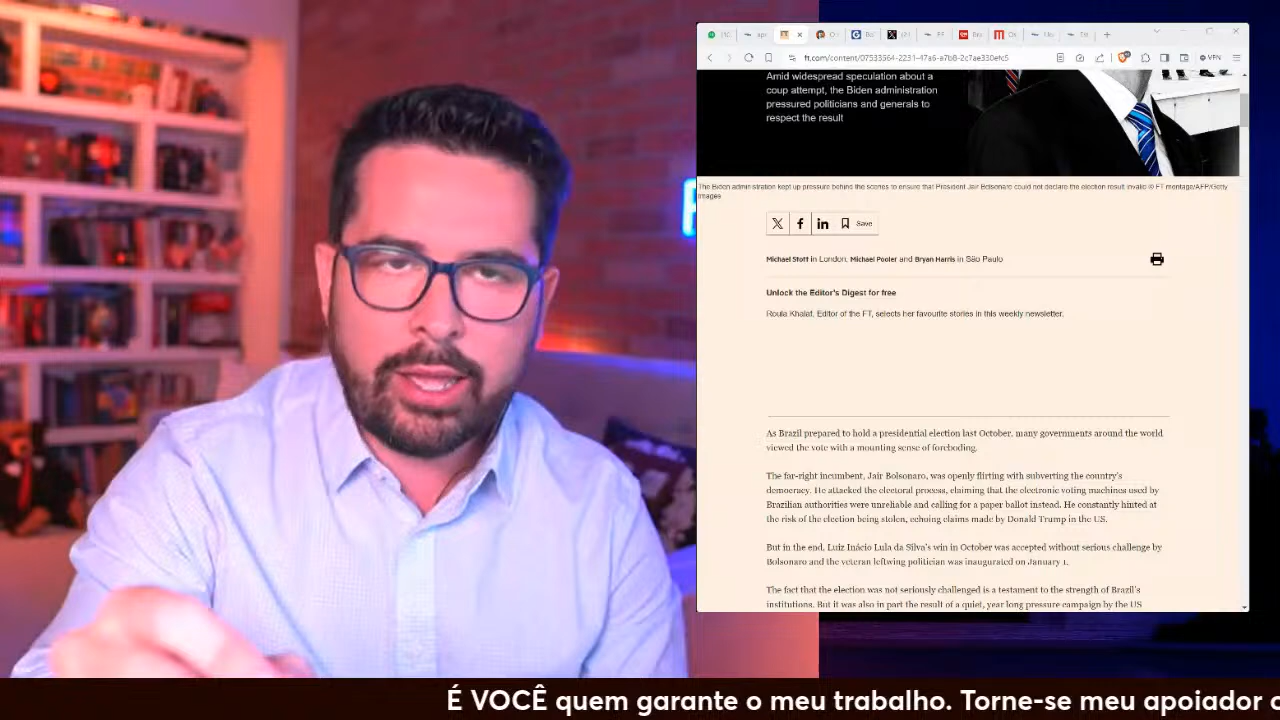 ft.com/content/07533564-2231-47a6-a7b8-2c7ae330efc5
VPN
Amid widespread speculation about a
coup attempt, the Biden administration
pressured politicians and generals to
respect the result
The Biden administration kept up pressure behind the scenes to ensure that President Jair Bolsonaro could not declare the election result invalid © FT montage/AFP/Getty
Images
Save
Michael Stott in London, Michael Pooler and Bryan Harris in São Paulo
Unlock the Editor's Digest for free
Roula Khalaf, Editor of the FT, selects her favourite stories in this weekly newsletter.
As Brazil prepared to hold a presidential election last October, many governments around the world
viewed the vote with a mounting sense of foreboding.
The far-right incumbent, Jair Bolsonaro, was openly flirting with subverting the country's
democracy. He attacked the electoral process, claiming that the electronic voting machines used by
Brazilian authorities were unreliable and calling for a paper ballot instead. He constantly hinted at
the risk of the election being stolen, echoing claims made by Donald Trump in the US.
But in the end, Luiz Inácio Lula da Silva's win in October was accepted without serious challenge by
Bolsonaro and the veteran leftwing politician was inaugurated on January 1.
The fact that the election was not seriously challenged is a testament to the strength of Brazil's
institutions. But it was also in part the result of a quiet, year long pressure campaign by the US
É VOCÊ quem garante o meu trabalho. Torne-se meu apoiador